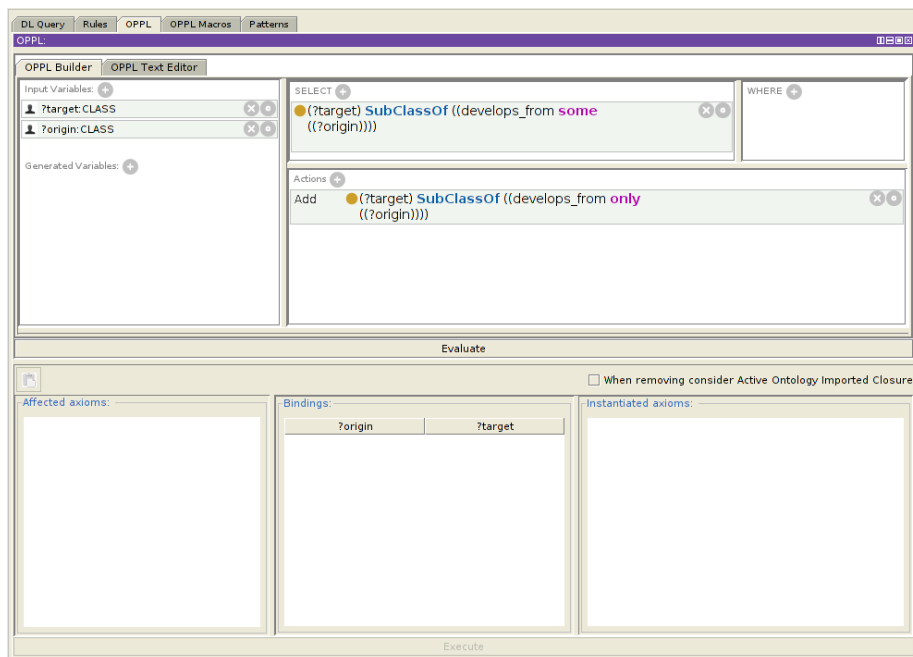 DL Query Rules OPPL OPPL Macros Patterns
OPPL:
OPPL Builder OPPL Text Editor
Input Variables:
?target:CLASS
?origin:CLASS
Generated Variables:
SELECT
(?target) SubClassOf ((develops_from some
((?origin))))
WHERE
Actions
Add (?target) SubClassOf ((develops_from only
((?origin))))
Evaluate
When removing consider Active Ontology Imported Closure
Affected axioms:
Bindings:
?origin ?target
Instantiated axioms:
Execute